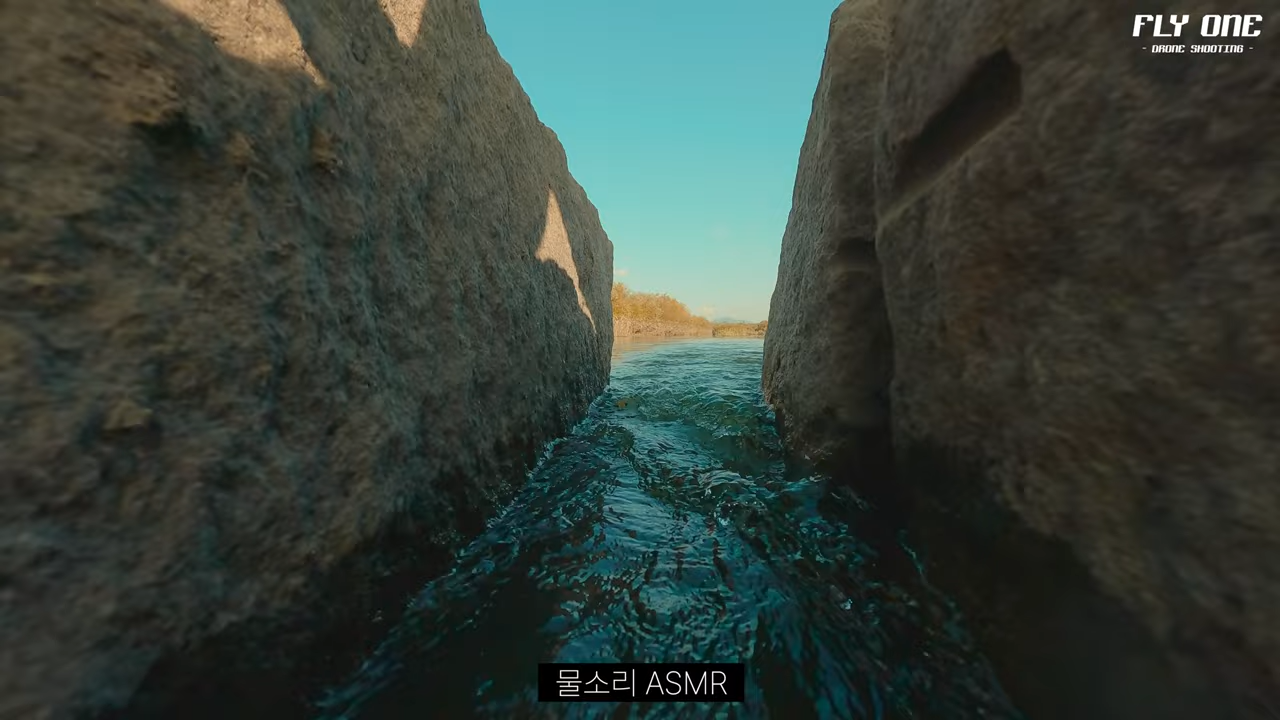 FLY ONE
- DRONE SHOOTING -
물소리 ASMR